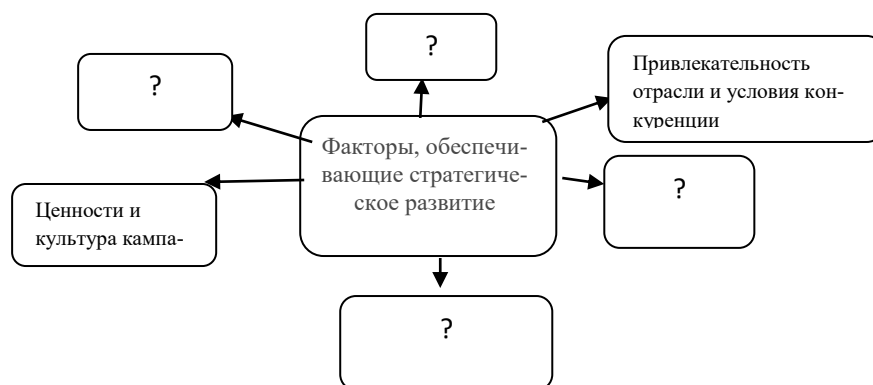 ?
?
Привлекательность
отрасли и условия кон-
куренции
Факторы, обеспечи-
вающие стратегиче-
ское развитие
?
Ценности и
культура кампа-
?